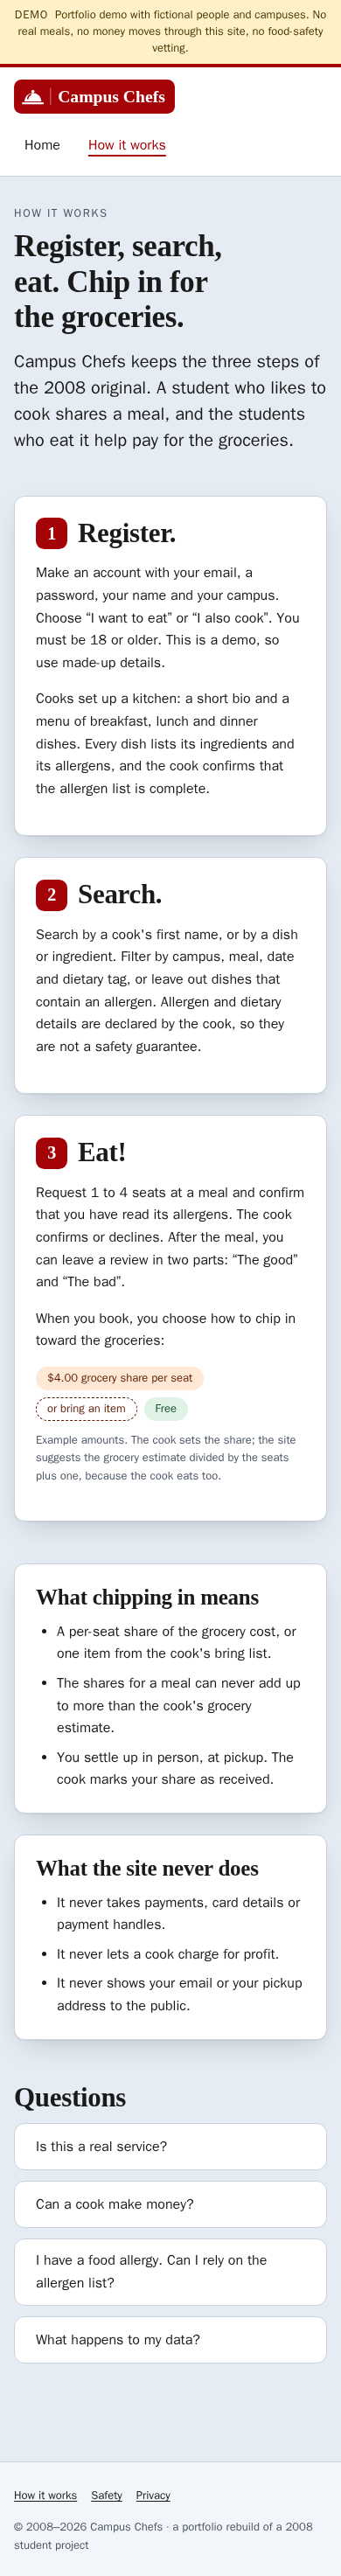 DEMO Portfolio demo with fictional people and campuses. No
real meals, no money moves through this site, no food-safety
vetting.
Campus Chefs
Home How it works
HOW IT WORKS
Register, search,
eat. Chip in for
the groceries.
Campus Chefs keeps the three steps of
the 2008 original. A student who likes to
cook shares a meal, and the students
who eat it help pay for the groceries.
1 Register.
Make an account with your email, a
password, your name and your campus.
Choose “I want to eat” or “I also cook”. You
must be 18 or older. This is a demo, so
use made-up details.
Cooks set up a kitchen: a short bio and a
menu of breakfast, lunch and dinner
dishes. Every dish lists its ingredients and
its allergens, and the cook confirms that
the allergen list is complete.
2 Search.
Search by a cook's first name, or by a dish
or ingredient. Filter by campus, meal, date
and dietary tag, or leave out dishes that
contain an allergen. Allergen and dietary
details are declared by the cook, so they
are not a safety guarantee.
3 Eat!
Request 1 to 4 seats at a meal and confirm
that you have read its allergens. The cook
confirms or declines. After the meal, you
can leave a review in two parts: “The good”
and “The bad”.
When you book, you choose how to chip in
toward the groceries:
$4.00 grocery share per seat
or bring an item Free
Example amounts. The cook sets the share; the site
suggests the grocery estimate divided by the seats
plus one, because the cook eats too.
What chipping in means
• A per-seat share of the grocery cost, or
one item from the cook's bring list.
• The shares for a meal can never add up
to more than the cook's grocery
estimate.
• You settle up in person, at pickup. The
cook marks your share as received.
What the site never does
• It never takes payments, card details or
payment handles.
• It never lets a cook charge for profit.
• It never shows your email or your pickup
address to the public.
Questions
Is this a real service?
Can a cook make money?
I have a food allergy. Can I rely on the
allergen list?
What happens to my data?
How it works Safety Privacy
© 2008–2026 Campus Chefs · a portfolio rebuild of a 2008
student project